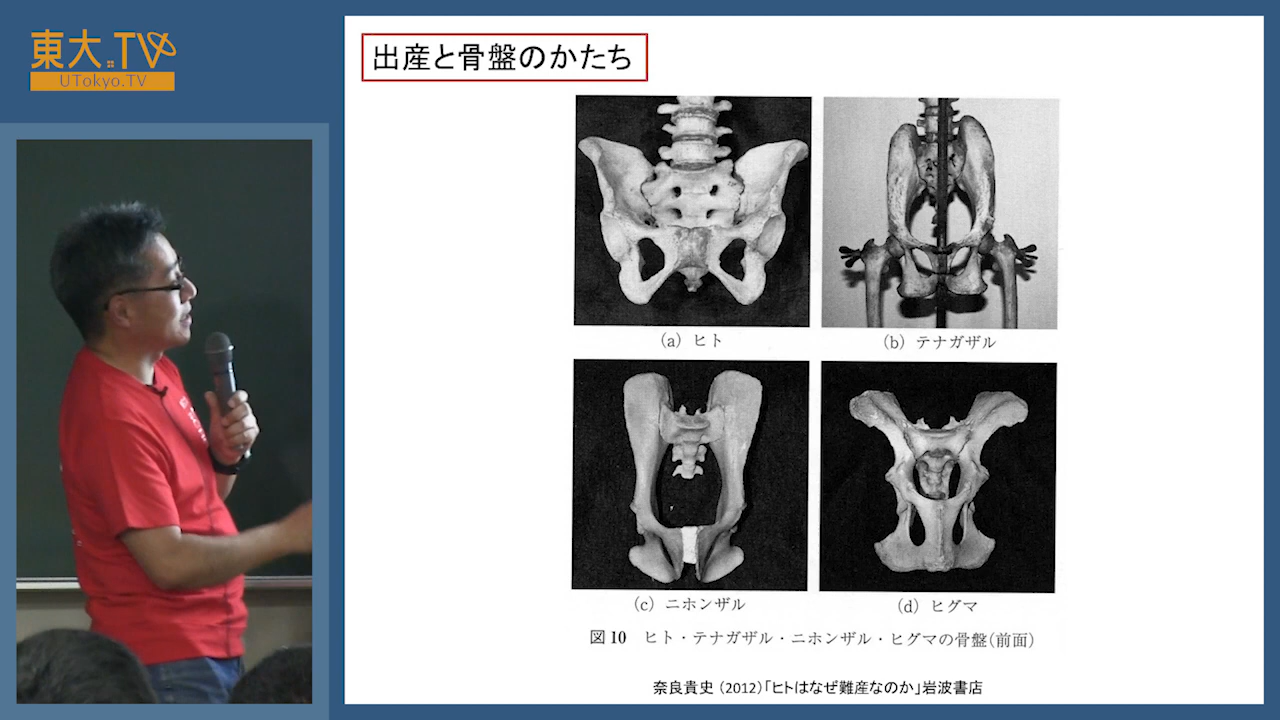 東大.TV
UTokyo.TV
出産と骨盤のかたち
(a) ヒト
(b) テナガザル
(c) ニホンザル
(d) ヒグマ
図10 ヒト・テナガザル・ニホンザル・ヒグマの骨盤(前面)
奈良貴史 (2012)「ヒトはなぜ難産なのか」岩波書店